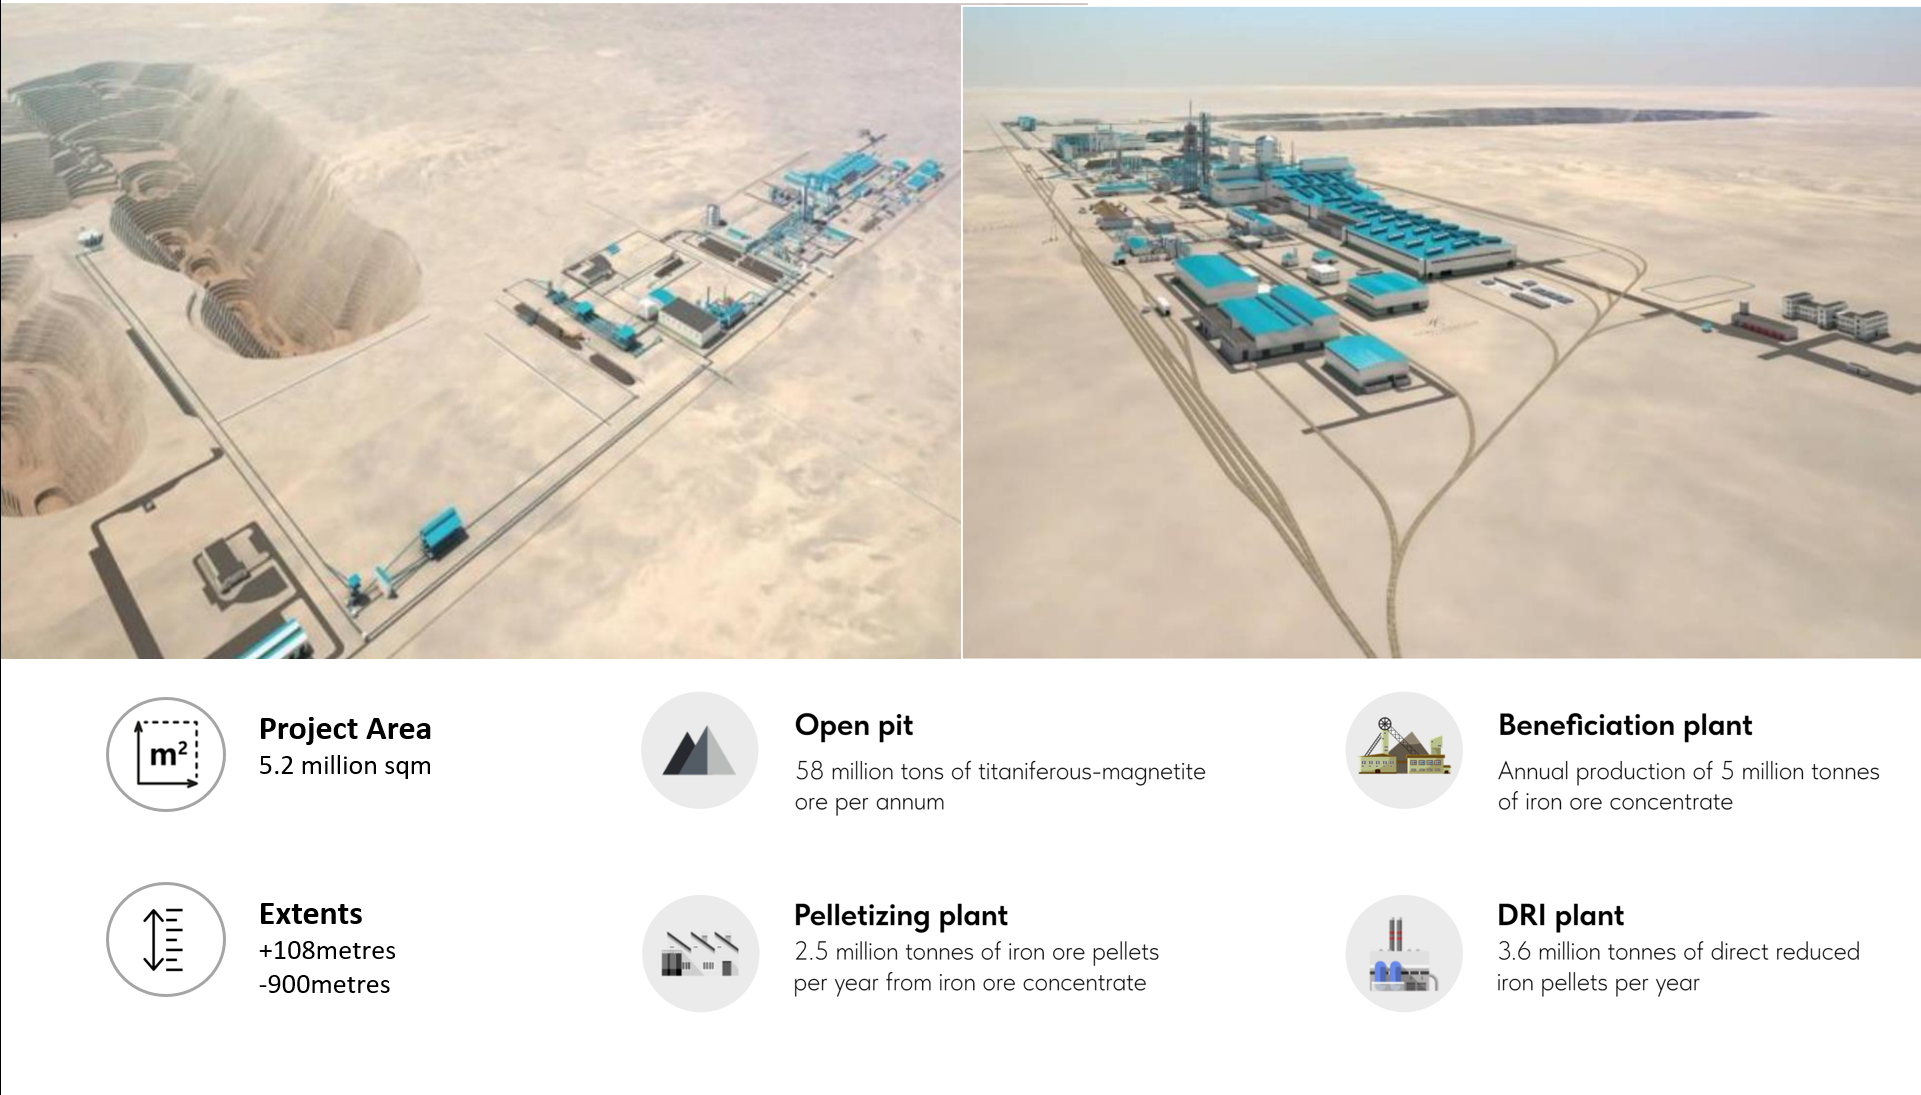 m²
Project Area
5.2 million sqm
Open pit
58 million tons of titaniferous-magnetite
ore per annum
Beneficiation plant
Annual production of 5 million tonnes
of iron ore concentrate
Extents
+108metres
-900metres
Pelletizing plant
2.5 million tonnes of iron ore pellets
per year from iron ore concentrate
DRI plant
3.6 million tonnes of direct reduced
iron pellets per year